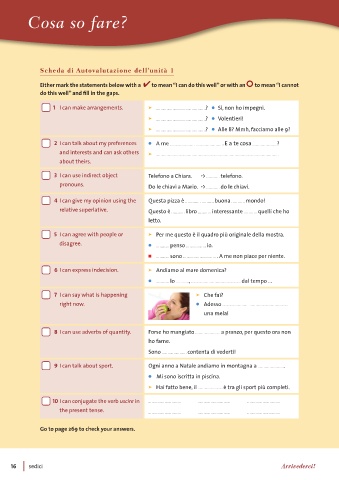 Cosa so fare?
Scheda di Autovalutazione dell'unità 1
Either mark the statements below with a ✔ to mean "I can do this well" or with an O to mean "I cannot
do this well" and fill in the gaps.
1 I can make arrangements.
• ............................ ? • Sì, non ho impegni.
• ............................ ? • Volentieri!
• ............................ ? • Alle 8? Mmh, facciamo alle 9?
2 I can talk about my preferences
and interests and can ask others
about theirs.
• A me .............................. . E a te cosa ............. ?
• ......................................................................
3 I can use indirect object
pronouns.
Telefono a Chiara. → ....... telefono.
Do le chiavi a Mario. → ....... do le chiavi.
4 I can give my opinion using the
relative superlative.
Questa pizza è ................ buona ........ mondo!
Questo è ....... libro ........ interessante ........ quelli che ho
letto.
5 I can agree with people or
disagree.
• Per me questo è il quadro più originale della mostra.
• ........ penso ............ io.
• ........ sono .................... A me non piace per niente.
6 I can express indecision.
• Andiamo al mare domenica?
• ........ lo ......., ............................ dal tempo...
7 I can say what is happening
right now.
• Che fai?
• Adesso ....................................
una mela!
8 I can use adverbs of quantity.
Forse ho mangiato .............. a pranzo, per questo ora non
ho fame.
Sono .............. contenta di vederti!
9 I can talk about sport.
Ogni anno a Natale andiamo in montagna a ................
• Mi sono iscritta in piscina.
• Hai fatto bene, il .............. è tra gli sport più completi.
10 I can conjugate the verb uscire in
the present tense.
.................... .................... ....................
.................... .................... ....................
Go to page 269 to check your answers.
16 sedici
Arrivederci!